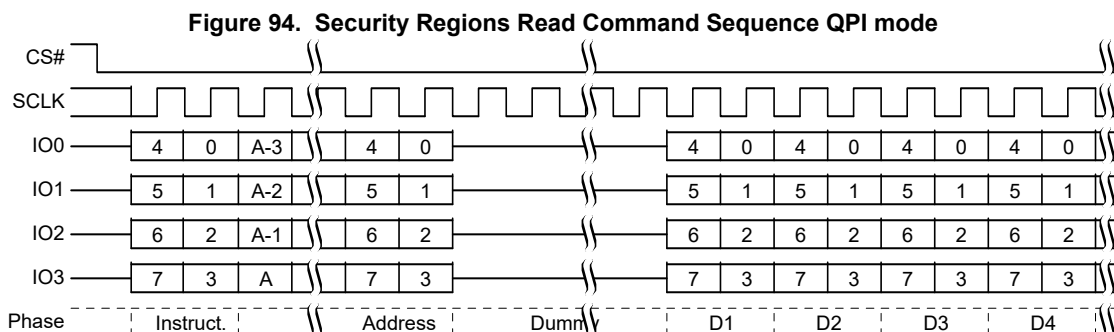 Figure 94. Security Regions Read Command Sequence QPI mode
CS#
SCLK
IO0 4 0 A-3 4 0 4 0 4 0 4 0 4 0
IO1 5 1 A-2 5 1 5 1 5 1 5 1 5 1
IO2 6 2 A-1 6 2 6 2 6 2 6 2 6 2
IO3 7 3 A 7 3 7 3 7 3 7 3 7 3
Phase Instruct. Address Dummy D1 D2 D3 D4